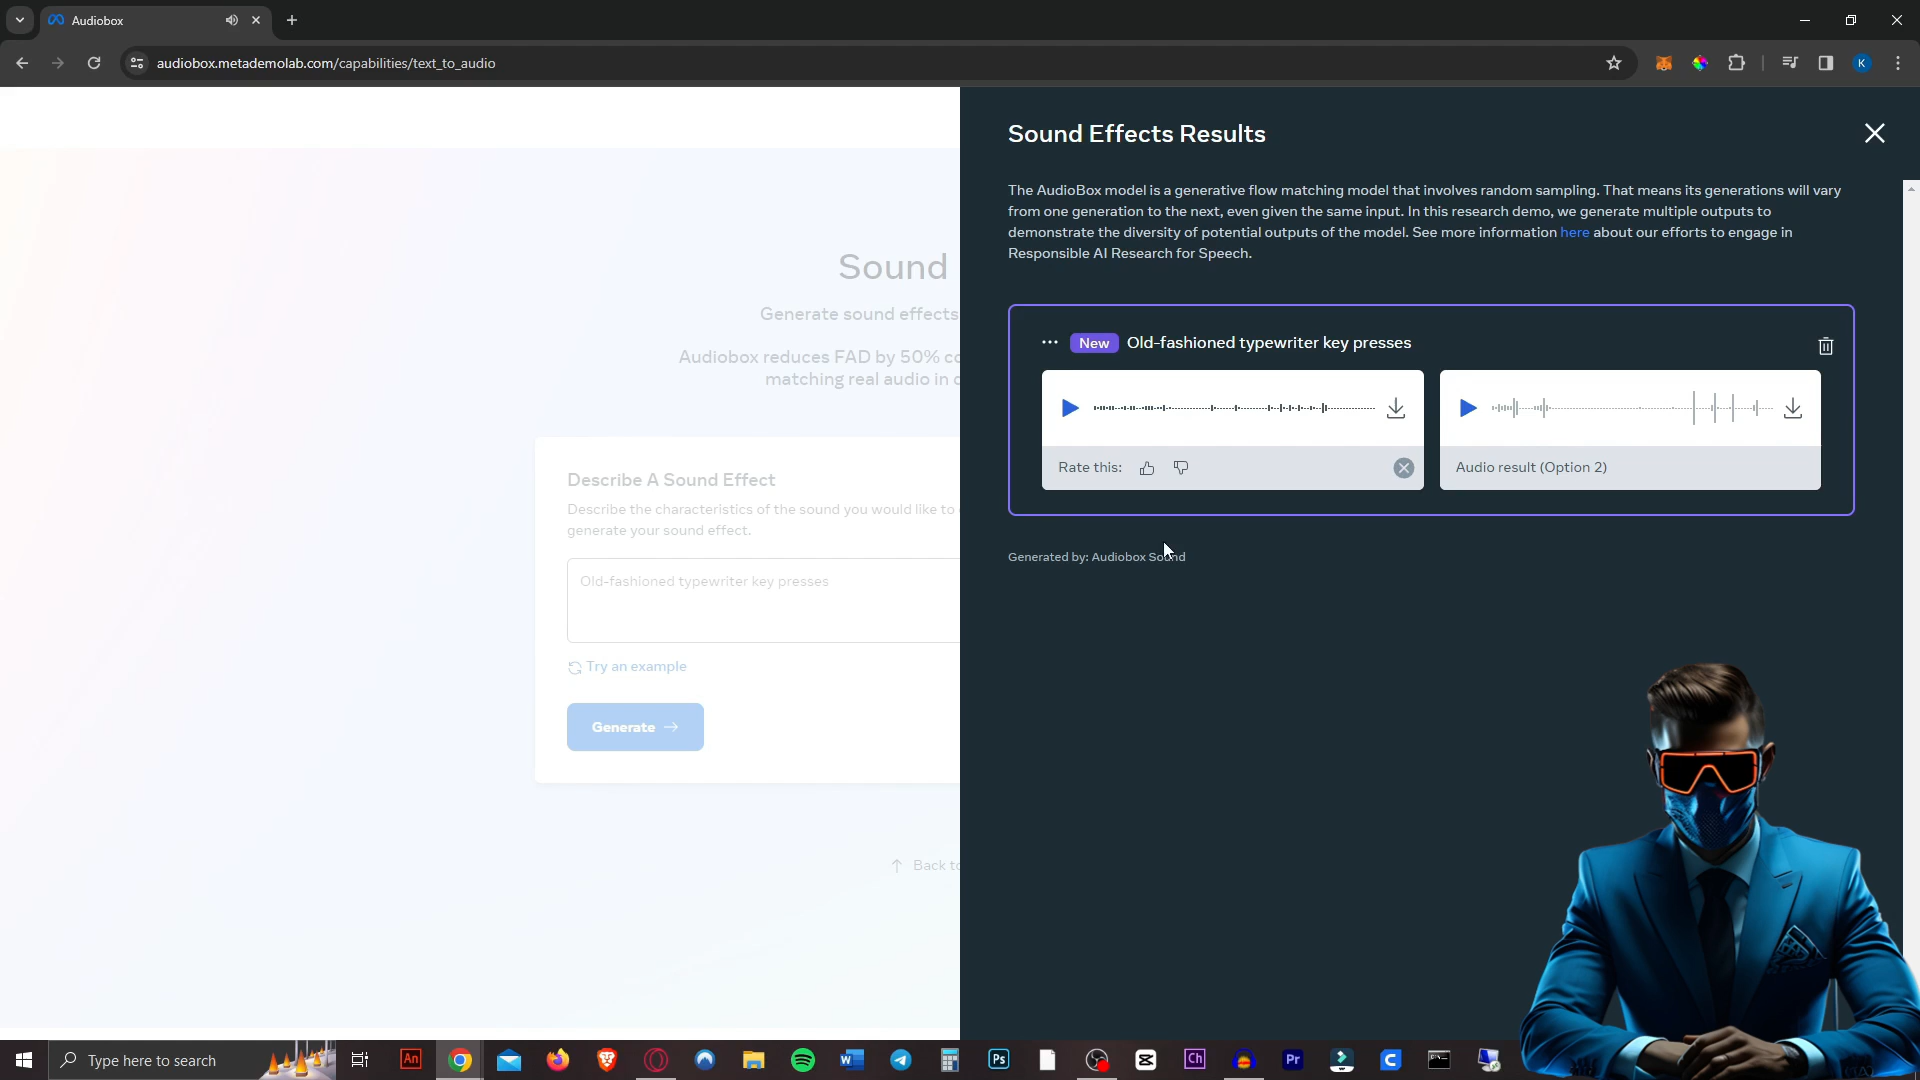 Audiobox
audiobox.metademolab.com/capabilities/text_to_audio
K
Sound Effects Results
The AudioBox model is a generative flow matching model that involves random sampling. That means its generations will vary
from one generation to the next, even given the same input. In this research demo, we generate multiple outputs to
demonstrate the diversity of potential outputs of the model. See more information here about our efforts to engage in
Responsible AI Research for Speech.
New Old-fashioned typewriter key presses
Rate this:
Audio result (Option 2)
Generated by: Audiobox Sound
Sound
Generate sound effects
Audiobox reduces FAD by 50% co
matching real audio in c
Describe A Sound Effect
Describe the characteristics of the sound you would like to
generate your sound effect.
Old-fashioned typewriter key presses
Try an example
Generate
Back to
Type here to search
An
W
Ps
Ch
Pr
C